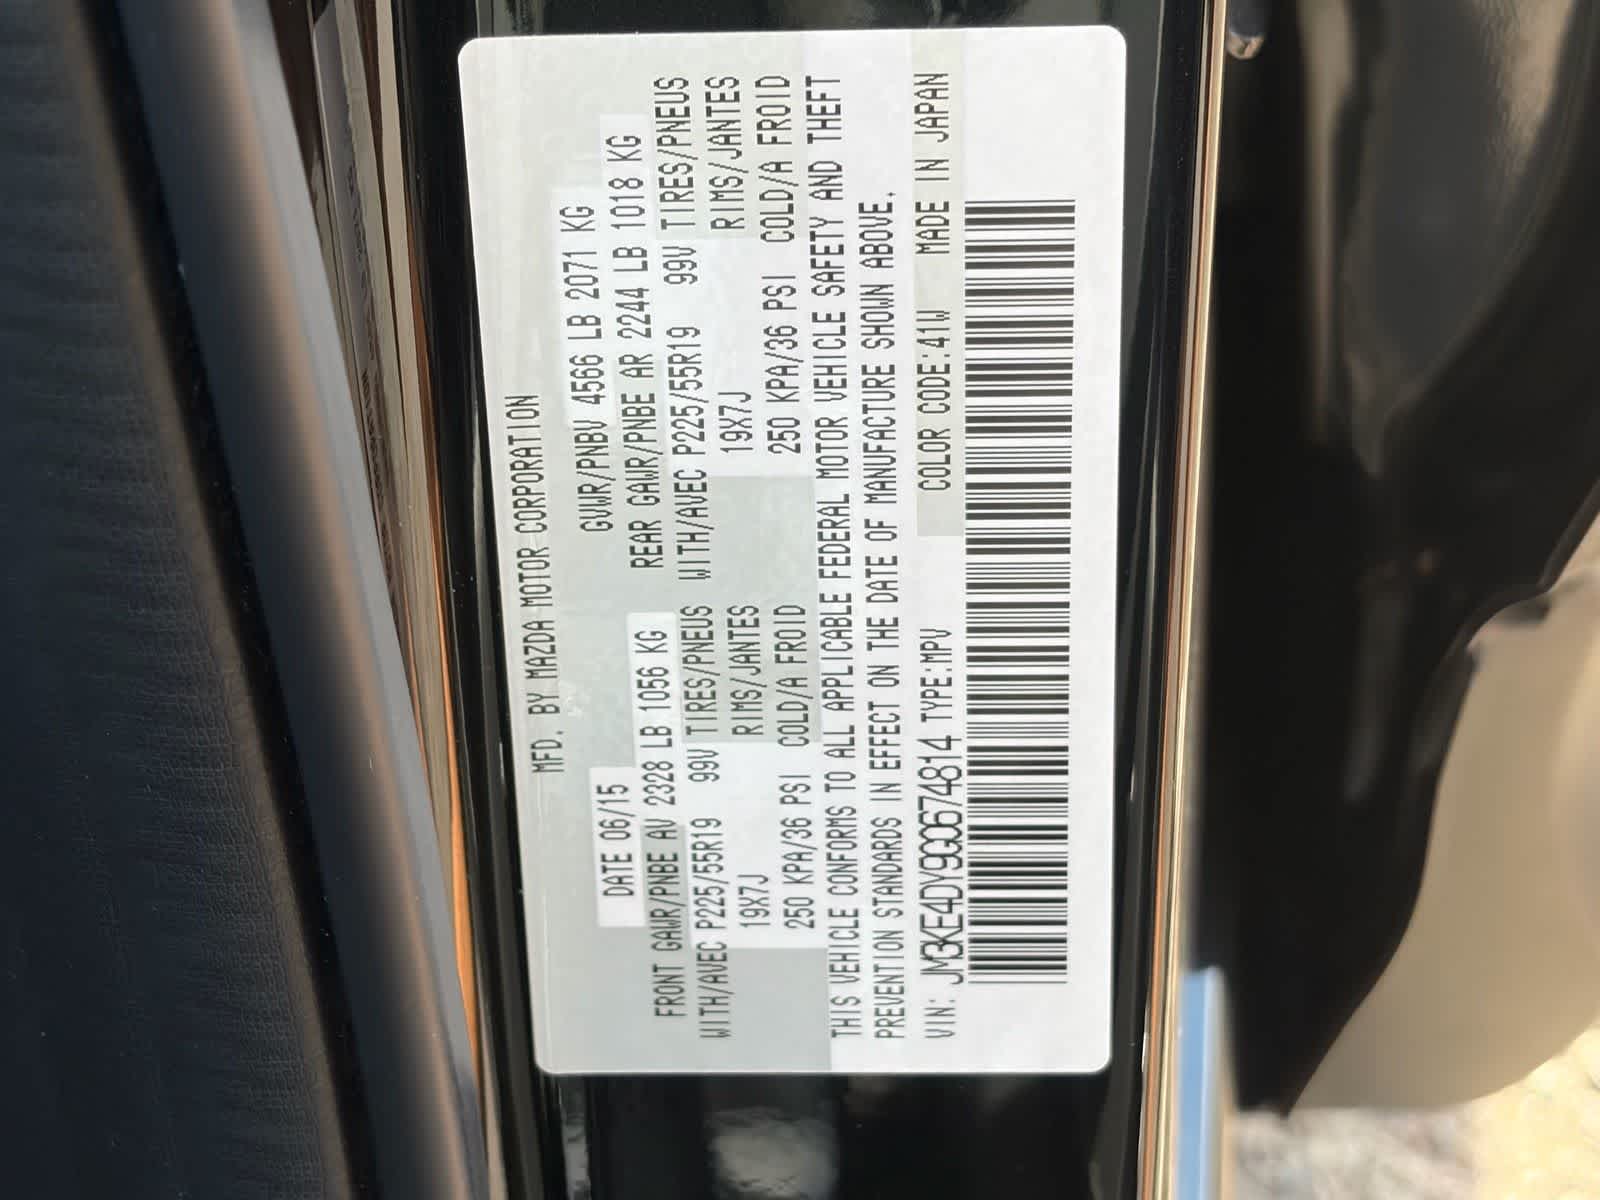 MFD. BY MAZDA MOTOR CORPORATION
DATE 06/15 GVWR/PNBV 4566 LB 2071 KG
FRONT GAWR/PNBE AV 2328 LB 1056 KG REAR GAWR/PNBE AR 2244 LB 1018 KG
WITH/AVEC P225/55R19 99V TIRES/PNEUS WITH/AVEC P225/55R19 99V TIRES/PNEUS
19X7J RIMS/JANTES 19X7J RIMS/JANTES
250 KPA/36 PSI COLD/A FROID 250 KPA/36 PSI COLD/A FROID
THIS VEHICLE CONFORMS TO ALL APPLICABLE FEDERAL MOTOR VEHICLE SAFETY AND THEFT
PREVENTION STANDARDS IN EFFECT ON THE DATE OF MANUFACTURE SHOWN ABOVE.
VIN: JM3KE4DY9G0674814 TYPE:MPV COLOR CODE:41W MADE IN JAPAN